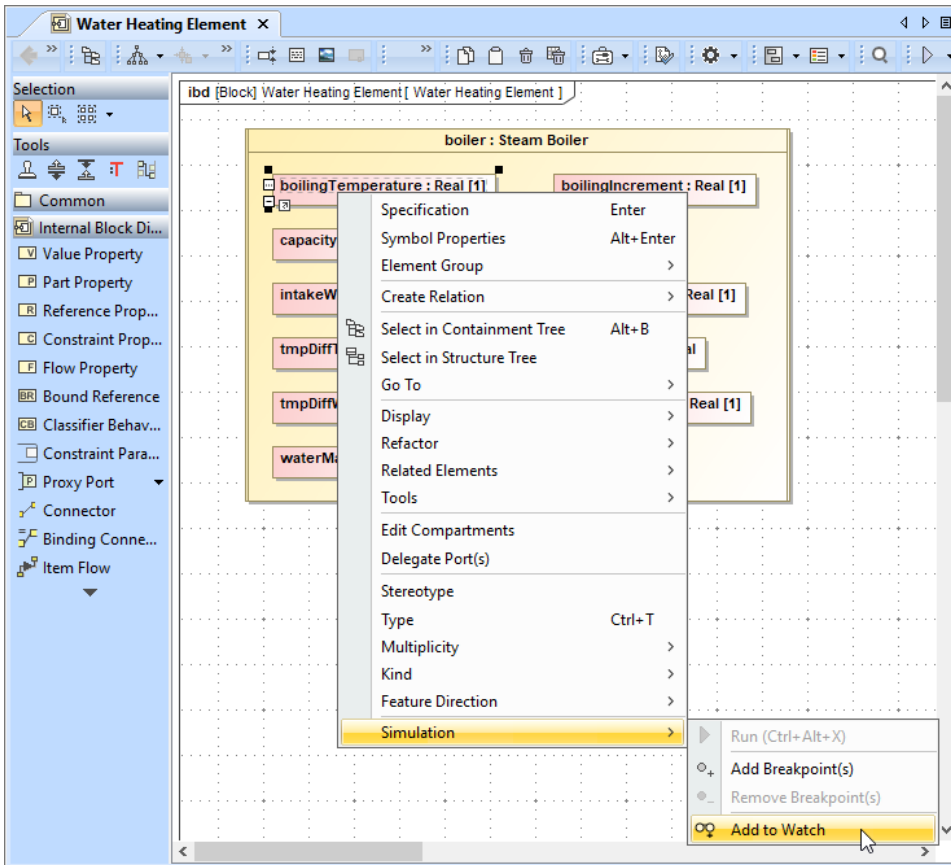 Water Heating Element
Selection
Tools
Common
Internal Block Di...
Value Property
Part Property
Reference Prop...
Constraint Prop...
Flow Property
Bound Reference
Classifier Behav...
Constraint Para...
Proxy Port
Connector
Binding Conne...
Item Flow
ibd [Block] Water Heating Element[ Water Heating Element ]
boiler : Steam Boiler
boilingTemperature : Real [1]
boilingIncrement : Real [1]
capacity
intakeW
Real [1]
tmpDiffT
al
tmpDiffW
Real [1]
waterMa
Specification Enter
Symbol Properties Alt+Enter
Element Group
Create Relation
Select in Containment Tree Alt+B
Select in Structure Tree
Go To
Display
Refactor
Related Elements
Tools
Edit Compartments
Delegate Port(s)
Stereotype
Type Ctrl+T
Multiplicity
Kind
Feature Direction
Simulation
Run (Ctrl+Alt+X)
Add Breakpoint(s)
Remove Breakpoint(s)
Add to Watch